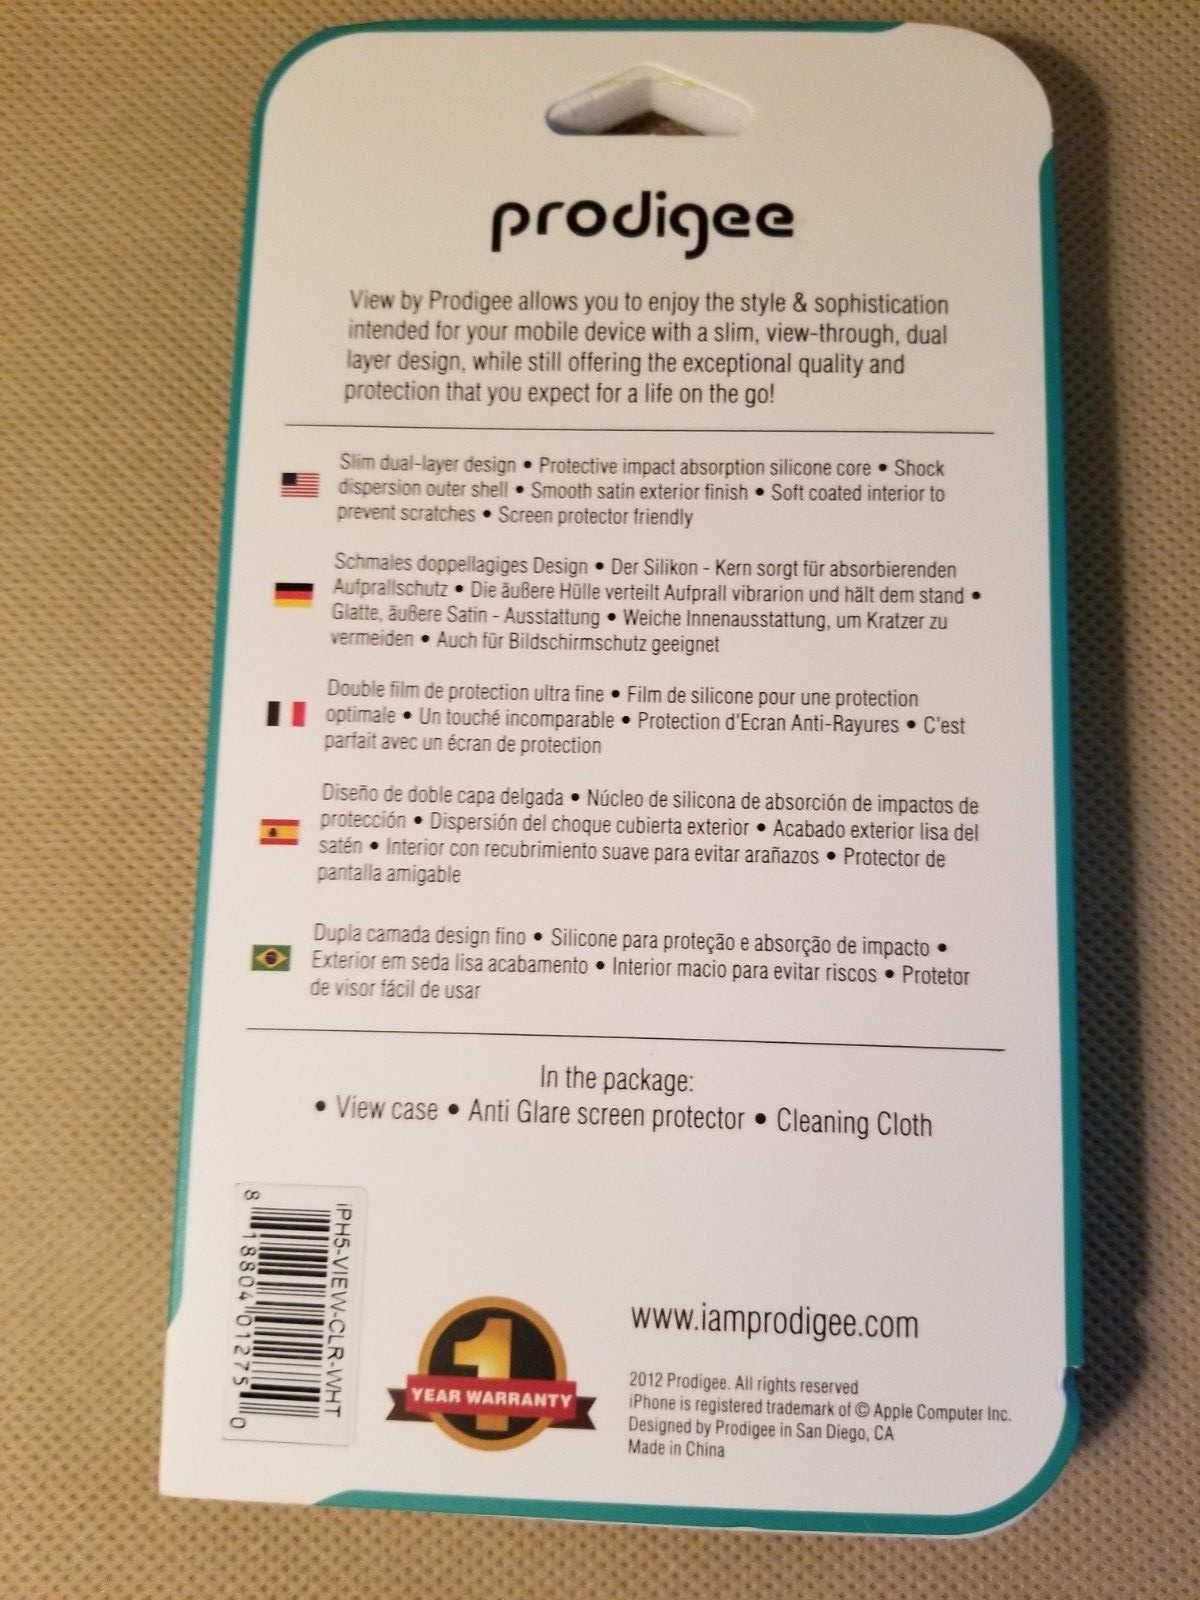 prodigee
View by Prodigee allows you to enjoy the style & sophistication
intended for your mobile device with a slim, view-through, dual
layer design, while still offering the exceptional quality and
protection that you expect for a life on the go!
Slim dual-layer design • Protective impact absorption silicone core • Shock
dispersion outer shell • Smooth satin exterior finish • Soft coated interior to
prevent scratches • Screen protector friendly
Schmales doppellagiges Design • Der Silikon - Kern sorgt für absorbierenden
Aufprallschutz • Die äußere Hülle verteilt Aufprall vibrarion und hält dem stand •
Glatte, äußere Satin - Ausstattung • Weiche Innenausstattung, um Kratzer zu
vermeiden • Auch für Bildschirmschutz geeignet
Double film de protection ultra fine • Film de silicone pour une protection
optimale • Un touché incomparable • Protection d'Ecran Anti-Rayures • C'est
parfait avec un écran de protection
Diseño de doble capa delgada • Núcleo de silicona de absorción de impactos de
protección • Dispersión del choque cubierta exterior • Acabado exterior lisa del
satén • Interior con recubrimiento suave para evitar arañazos • Protector de
pantalla amigable
Dupla camada design fino • Silicone para proteção e absorção de impacto •
Exterior em seda lisa acabamento • Interior macio para evitar riscos • Protetor
de visor fácil de usar
In the package:
• View case • Anti Glare screen protector • Cleaning Cloth
iPH5-VIEW-CLR-WHT
8 18804 01275 0
1
YEAR WARRANTY
www.iamprodigee.com
2012 Prodigee. All rights reserved
iPhone is registered trademark of © Apple Computer Inc.
Designed by Prodigee in San Diego, CA
Made in China